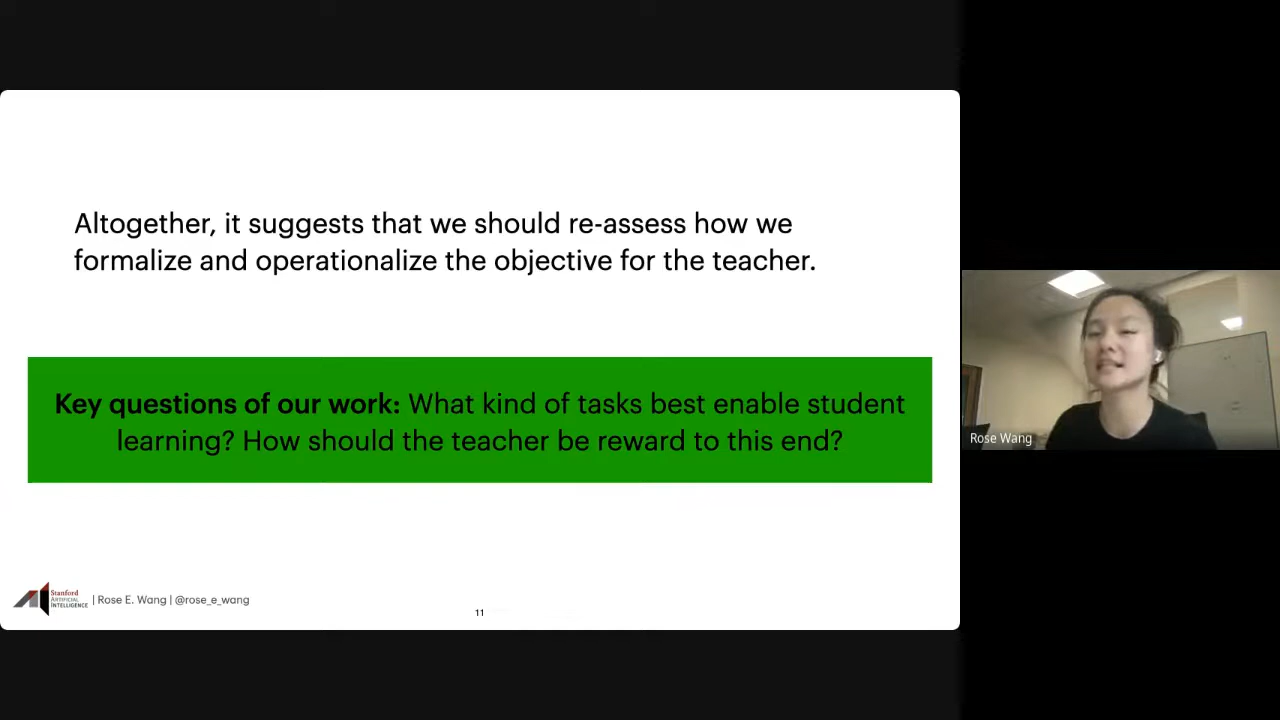 Altogether, it suggests that we should re-assess how we
formalize and operationalize the objective for the teacher.
Key questions of our work: What kind of tasks best enable student
learning? How should the teacher be reward to this end?
Stanford
ARTIFICIAL
INTELLIGENCE
| Rose E. Wang | @rose_e_wang
11
Rose Wang